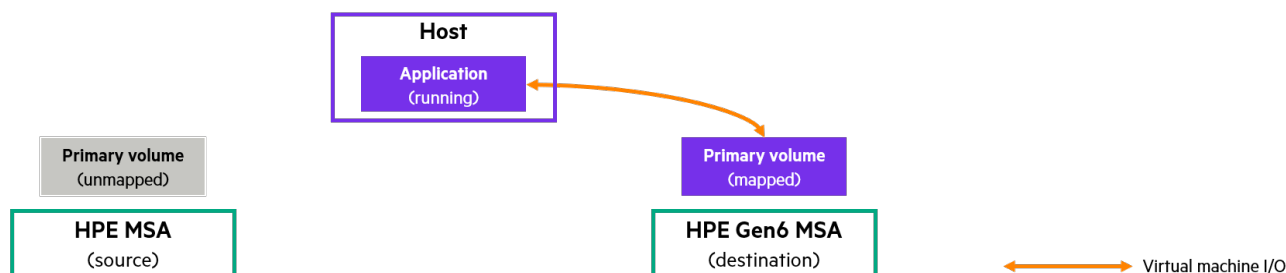 Host
Application
(running)
Primary volume
(unmapped)
Primary volume
(mapped)
HPE MSA
(source)
HPE Gen6 MSA
(destination)
Virtual machine I/O